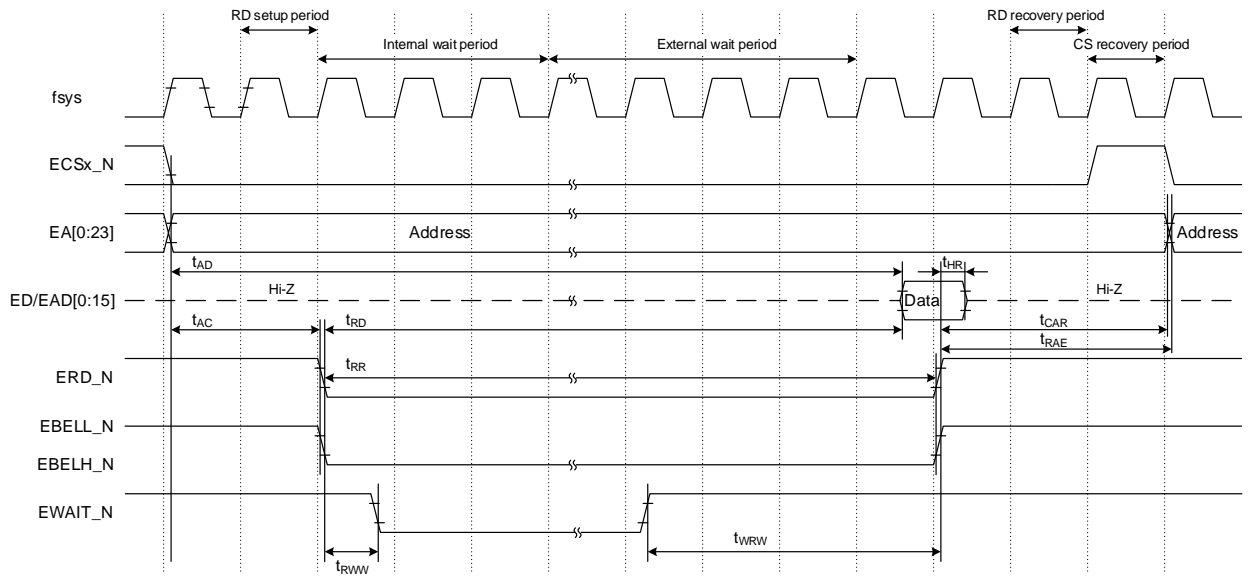 RD setup period
RD recovery period
Internal wait period
External wait period
CS recovery period
fsys
ECSx_N
EA[0:23]
Address
Address
tAD
tHR
ED/EAD[0:15]
Hi-Z
Data
Hi-Z
tAC
tRD
tCAR
tRAE
ERD_N
tRR
EBELL_N
EBELH_N
EWAIT_N
tRWW
tWRW